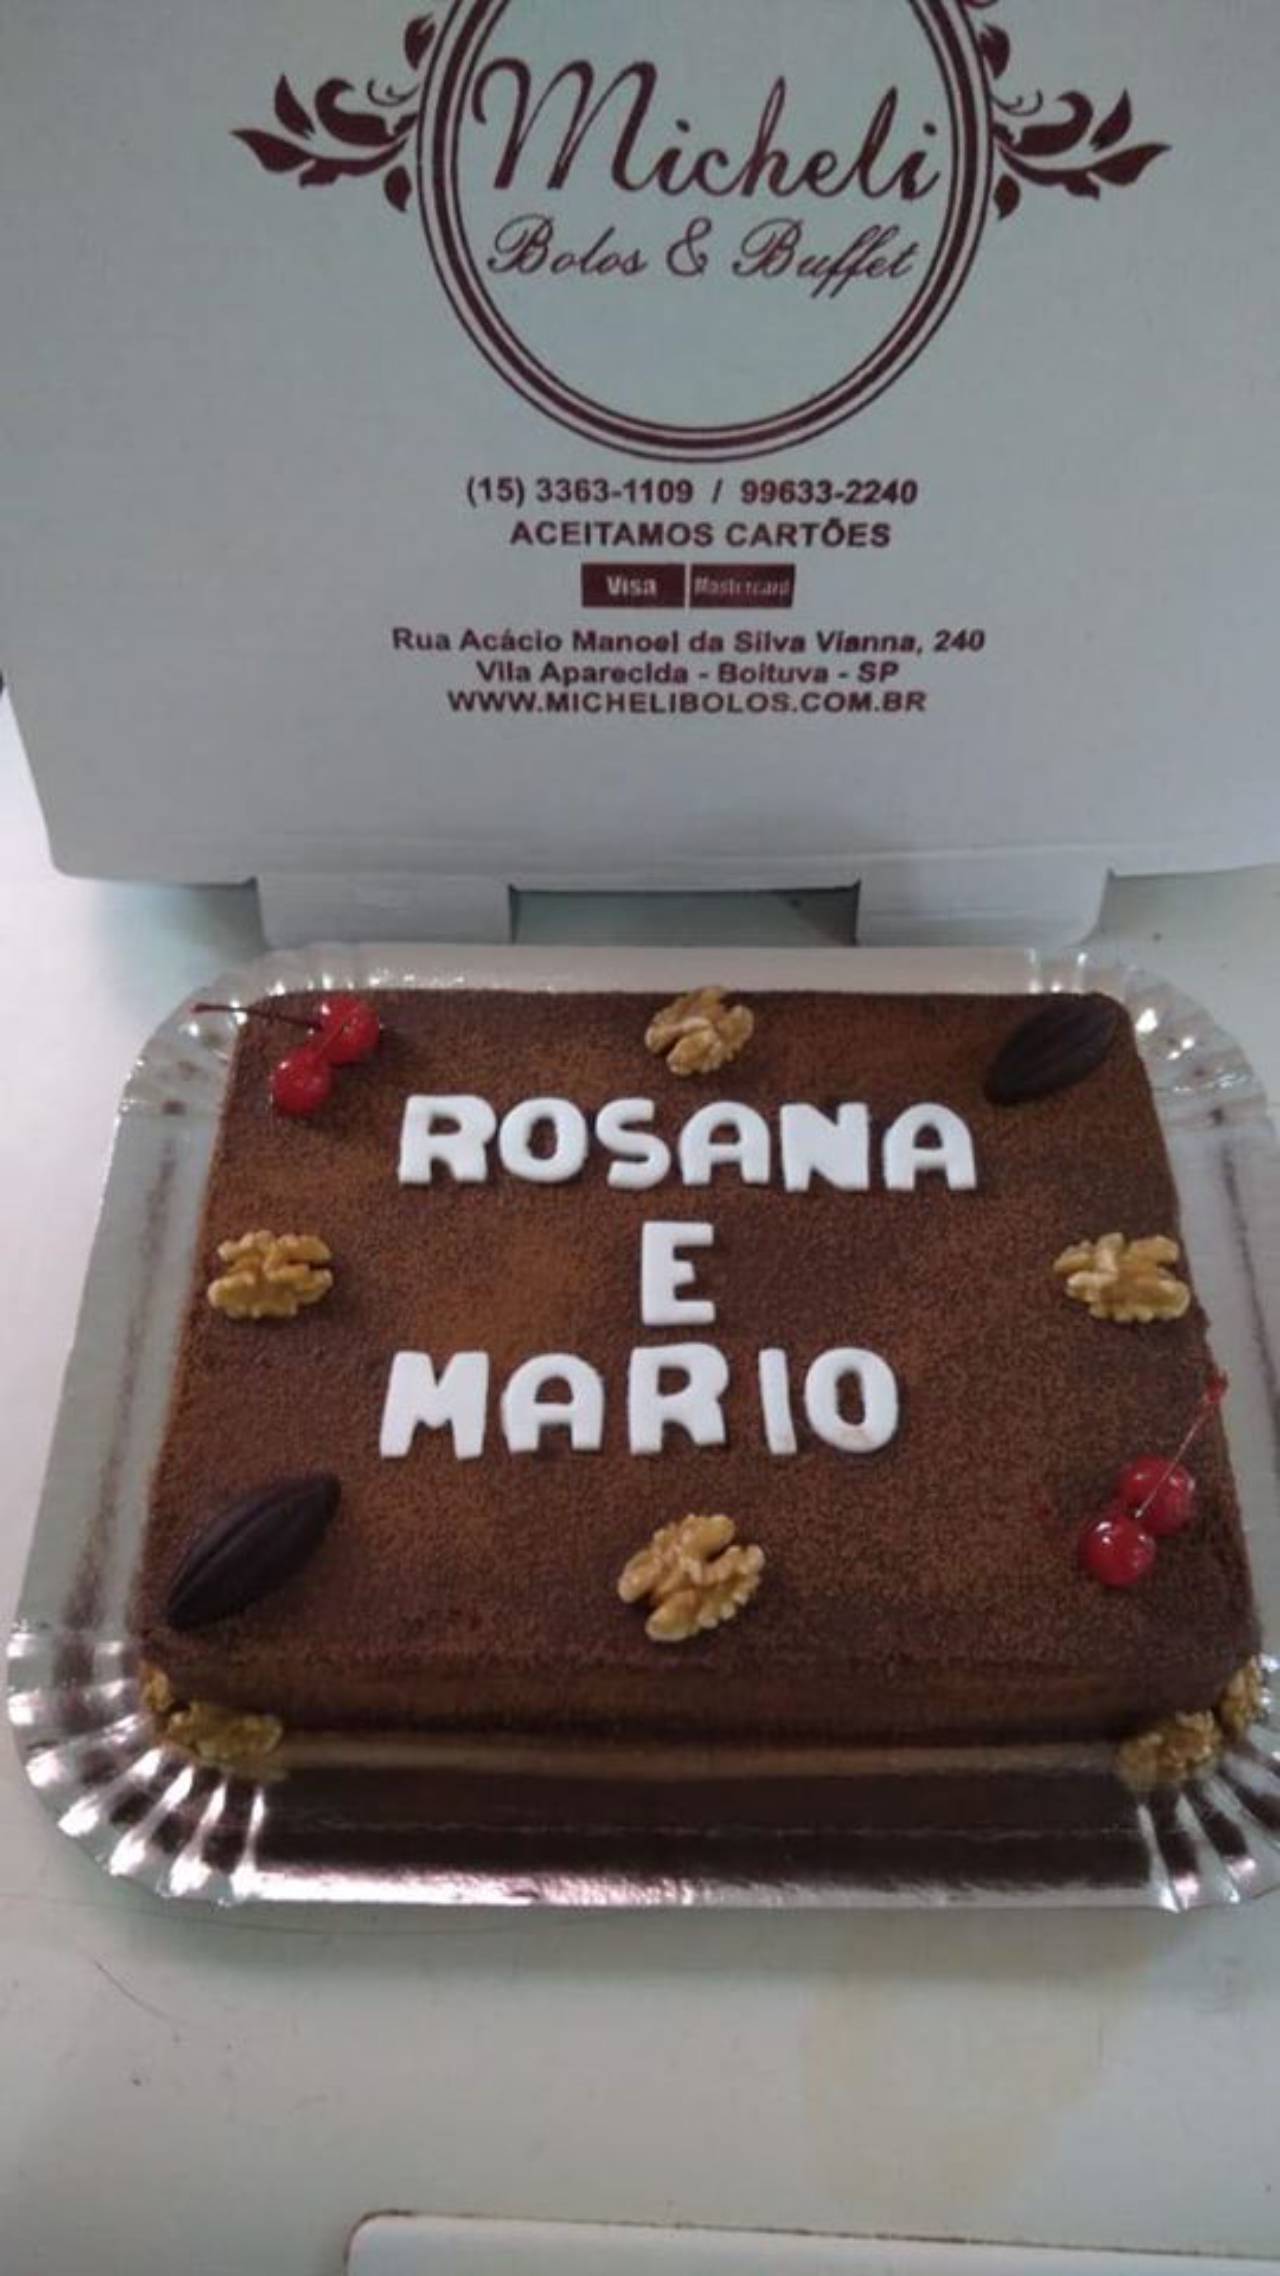 Micheli
Bolos & Buffet
(15) 3363-1109 / 99633-2240
ACEITAMOS CARTÕES
Visa Mastercard
Rua Acácio Manoel da Silva Vianna, 240
Vila Aparecida - Boituva - SP
WWW.MICHELIBOLOS.COM.BR
ROSANA
E
MARIO